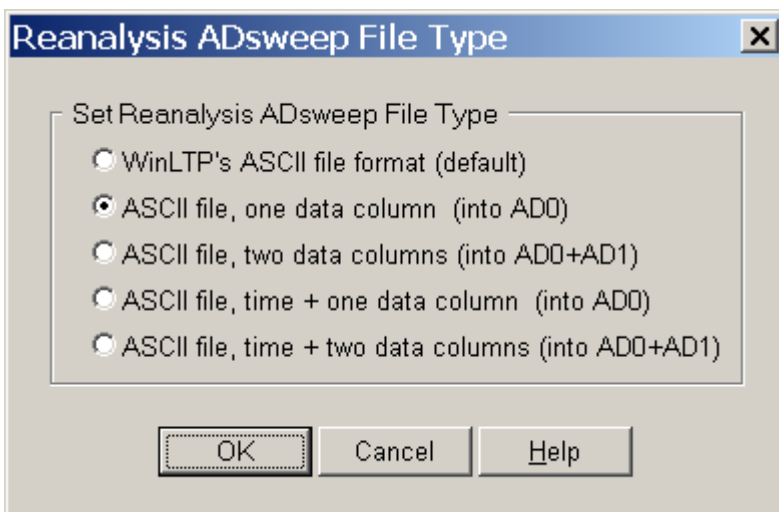 Reanalysis ADsweep File Type
Set Reanalysis ADsweep File Type
WinLTP's ASCII file format (default)
ASCII file, one data column (into AD0)
ASCII file, two data columns (into AD0+AD1)
ASCII file, time + one data column (into AD0)
ASCII file, time + two data columns (into AD0+AD1)
OK Cancel Help